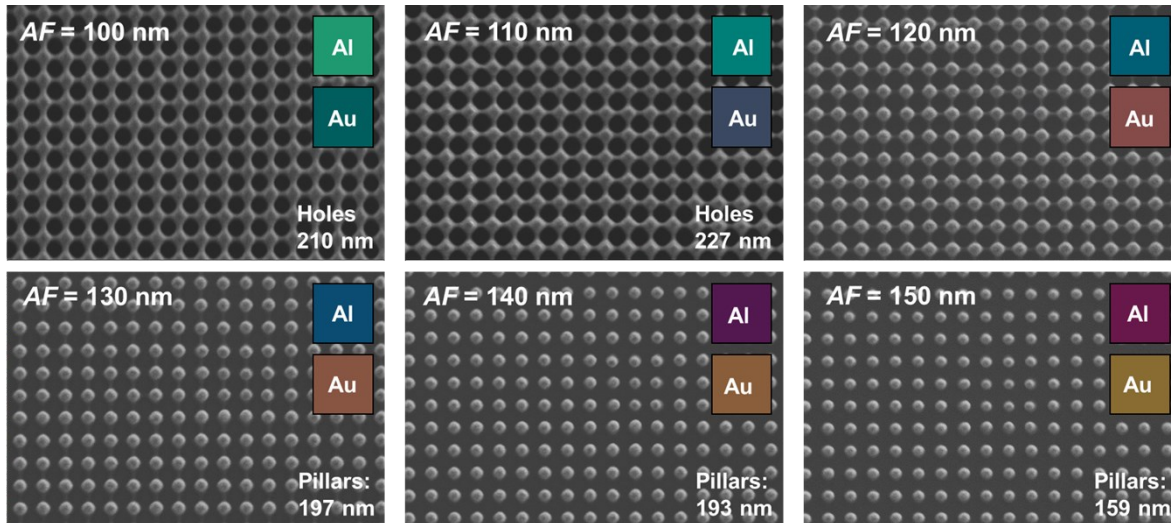 AF = 100 nm
Al
Au
Holes
210 nm
AF = 110 nm
Al
Au
Holes
227 nm
AF = 120 nm
Al
Au
AF = 130 nm
Al
Au
Pillars:
197 nm
AF = 140 nm
Al
Au
Pillars:
193 nm
AF = 150 nm
Al
Au
Pillars:
159 nm